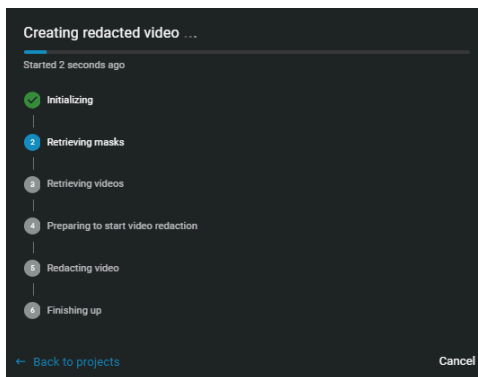 Creating redacted video ...
Started 2 seconds ago
Initializing
2 Retrieving masks
3 Retrieving videos
4 Preparing to start video redaction
5 Redacting video
6 Finishing up
← Back to projects
Cancel